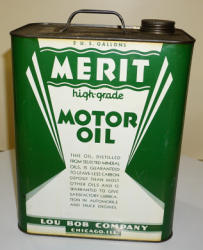 2 U.S. GALLONS
MERIT
high-grade
MOTOR
OIL
THIS OIL, DISTILLED
FROM SELECTED MINERAL
OILS, IS GUARANTEED
TO LEAVE LESS CARBON
DEPOSIT THAN MOST
OTHER OILS AND IS
WARRANTED TO GIVE
SATISFACTORY LUBRICA-
TION IN AUTOMOBILE
AND TRUCK ENGINES.
LOU BOB COMPANY
CHICAGO, ILL.